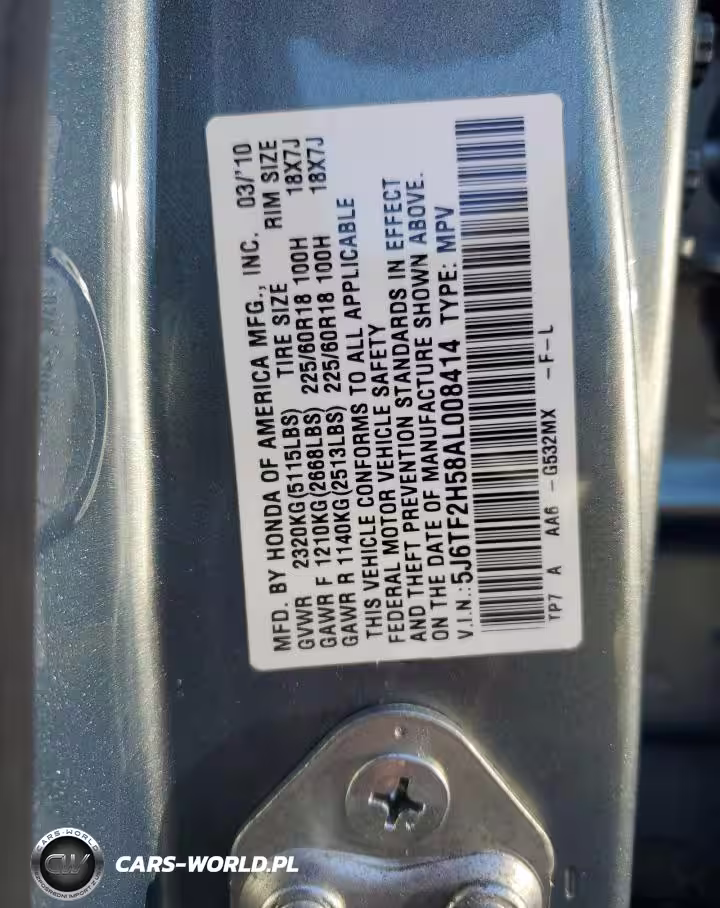 MFD. BY HONDA OF AMERICA MFG., INC. 03/'10
GVWR 2320KG(5115LBS) TIRE SIZE RIM SIZE
GAWR F 1210KG(2668LBS) 225/60R18 100H 18X7J
GAWR R 1140KG(2513LBS) 225/60R18 100H 18X7J
THIS VEHICLE CONFORMS TO ALL APPLICABLE
FEDERAL MOTOR VEHICLE SAFETY
AND THEFT PREVENTION STANDARDS IN EFFECT
ON THE DATE OF MANUFACTURE SHOWN ABOVE.
V.I.N.:5J6TF2H58AL008414 TYPE: MPV
TP7 A AA6 -G532MX -F-L
CARS-WORLD
CW
CARS-WORLD.PL